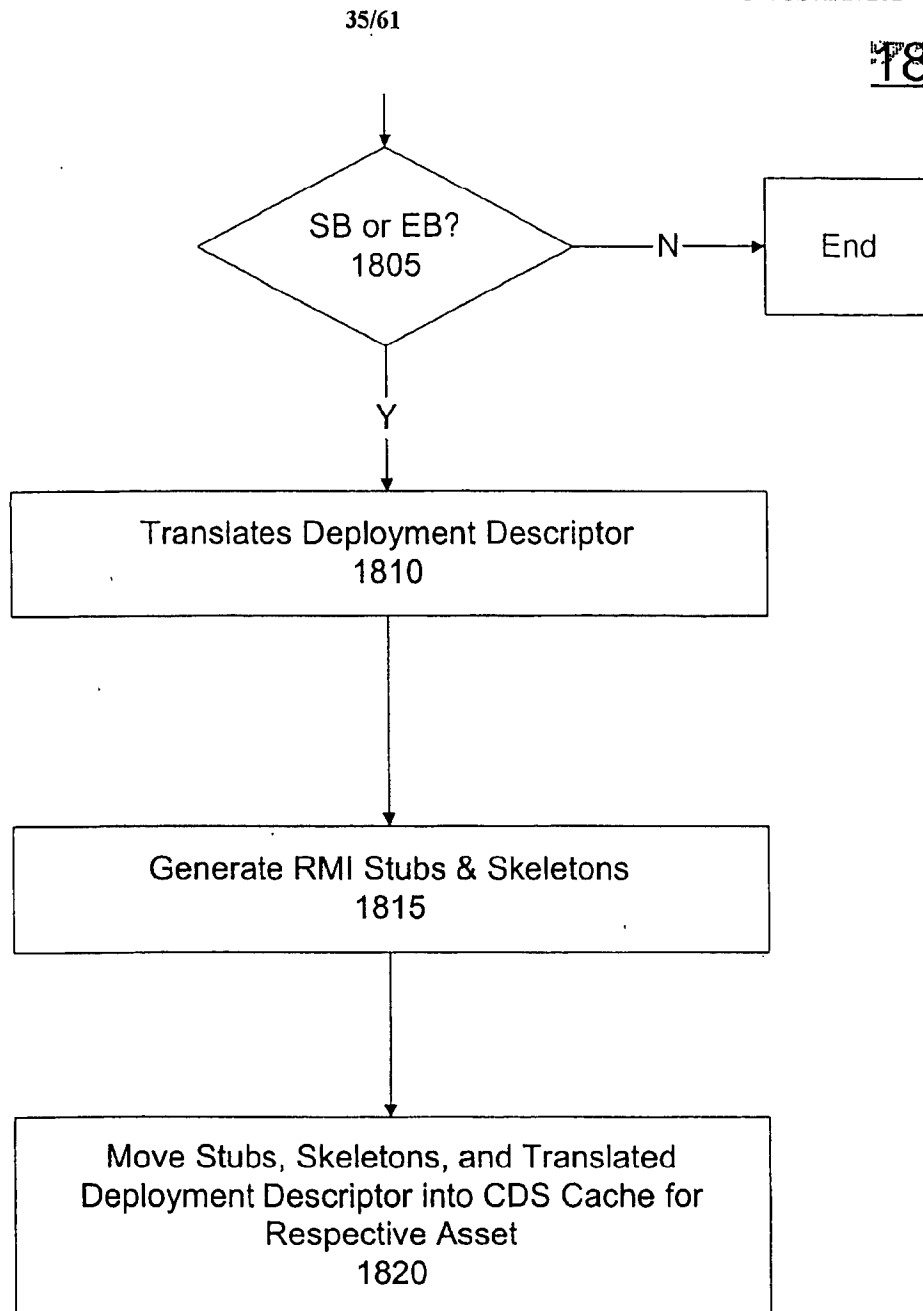 35/61
18
SB or EB?
1805
N
End
Y
Translates Deployment Descriptor
1810
Generate RMI Stubs & Skeletons
1815
Move Stubs, Skeletons, and Translated
Deployment Descriptor into CDS Cache for
Respective Asset
1820